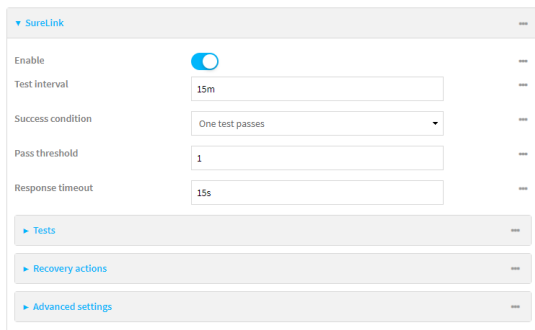 SureLink
Enable
Test interval
15m
Success condition
One test passes
Pass threshold
1
Response timeout
15s
Tests
Recovery actions
Advanced settings